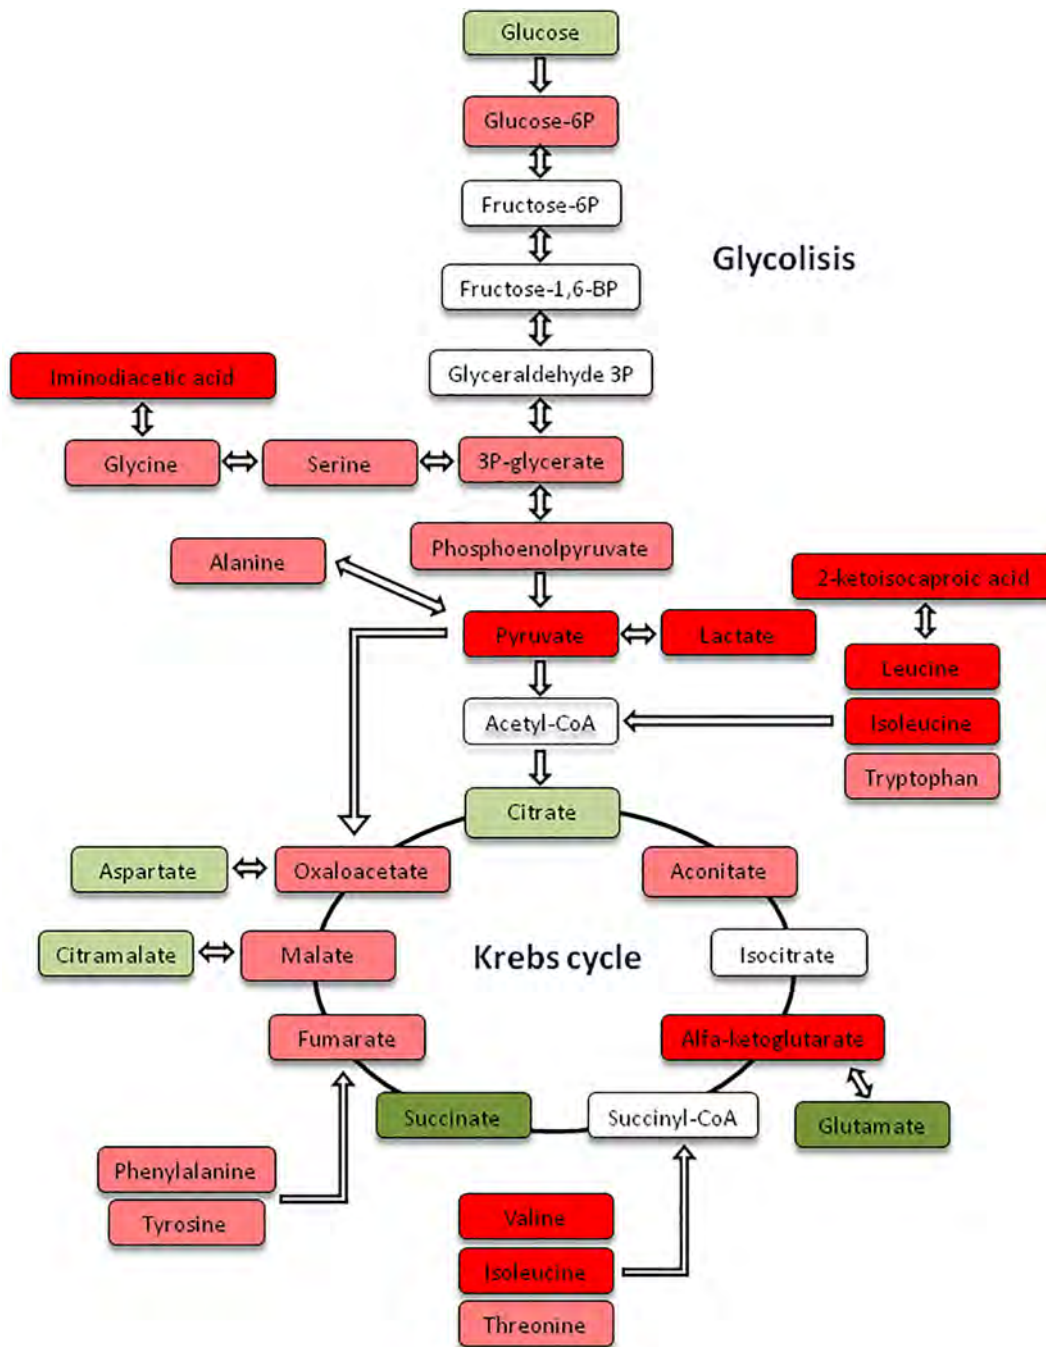 Glucose
Glucose-6P
Fructose-6P
Glycolisis
Fructose-1,6-BP
Iminodiacetic acid
Glyceraldehyde 3P
Glycine
Serine
3P-glycerate
Alanine
Phosphoenolpyruvate
2-ketoisocaproic acid
Pyruvate
Lactate
Leucine
Acetyl-CoA
Isoleucine
Tryptophan
Citrate
Aspartate
Oxaloacetate
Aconitate
Citramalate
Malate
Krebs cycle
Isocitrate
Fumarate
Alfa-ketoglutarate
Succinate
Succinyl-CoA
Glutamate
Phenylalanine
Tyrosine
Valine
Isoleucine
Threonine